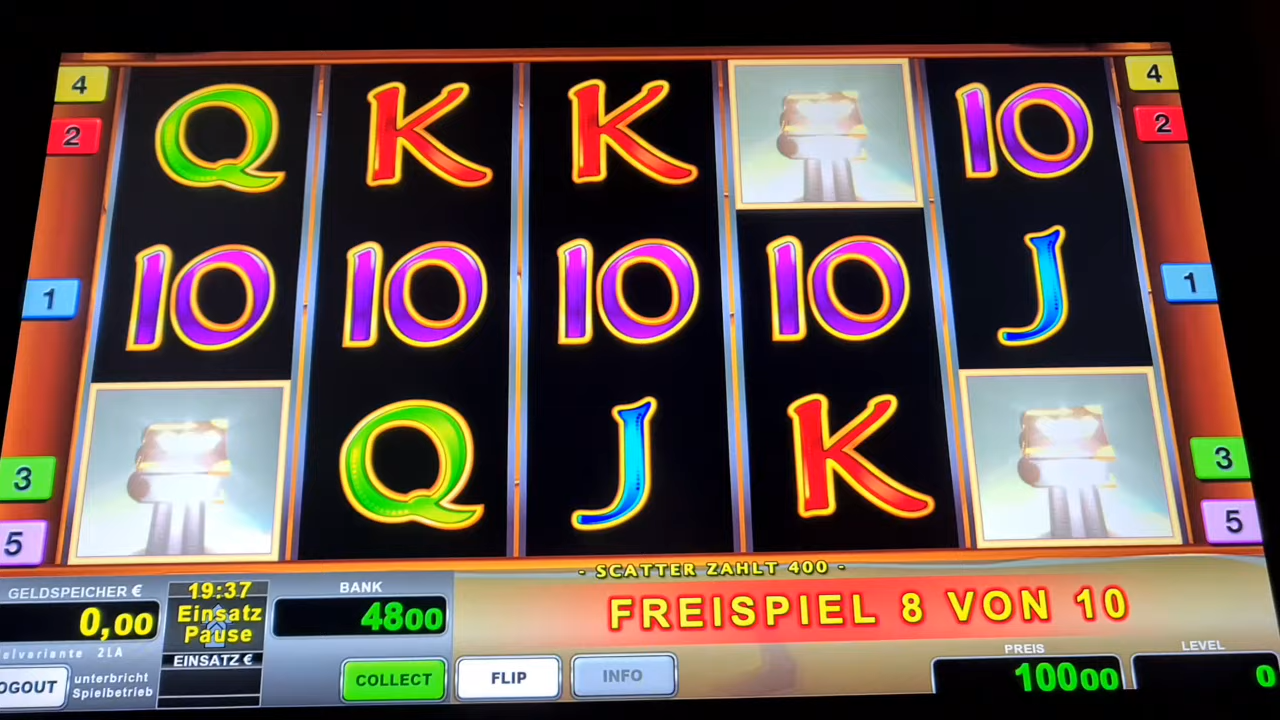 4 Q K K 10 4
2 2
1 10 10 10 10 J 1
3 Q J K 3
5 5
- SCATTER ZAHLT 400 -
GELDSPEICHER €
0,00
19:37
Einsatz
Pause
EINSATZ €
BANK
4800
FREISPIEL 8 VON 10
2LA
OGOUT
unterbricht
Spielbetrieb
COLLECT
FLIP
INFO
PREIS
10000
LEVEL
0